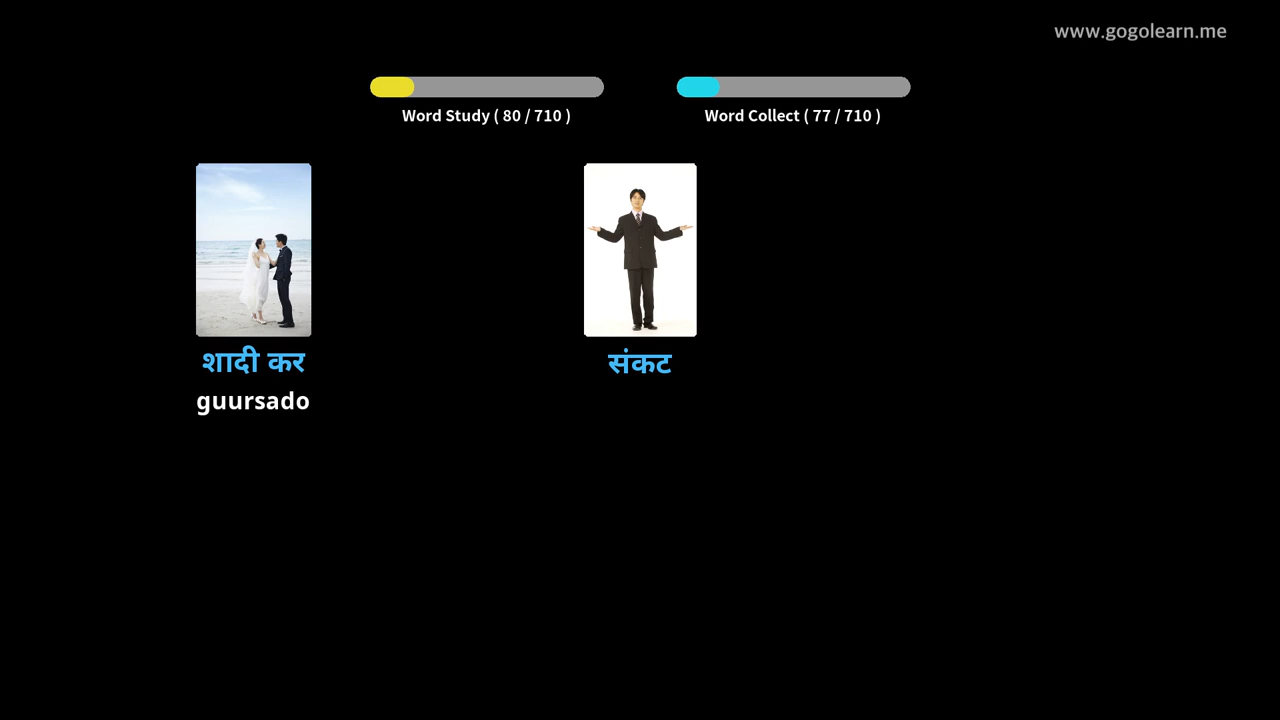 www.gogolearn.me
Word Study ( 80 / 710 )
Word Collect ( 77 / 710 )
शादी कर
संकट
guursado